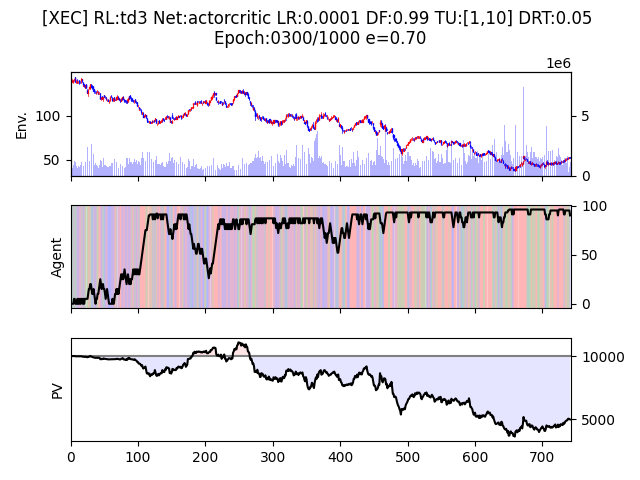 [XEC] RL:td3 Net:actorcritic LR:0.0001 DF:0.99 TU:[1,10] DRT:0.05
Epoch:0300/1000 e=0.70
1e6
Env.
100
50
5
0
Agent
100
50
0
PV
10000
5000
0 100 200 300 400 500 600 700